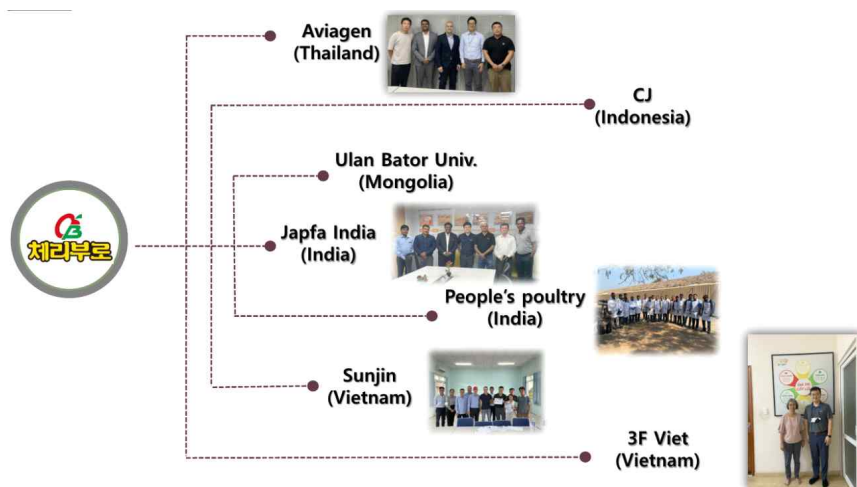 Aviagen
(Thailand)
CJ
(Indonesia)
Ulan Bator Univ.
(Mongolia)
체리부로
Japfa India
(India)
People's poultry
(India)
Sunjin
(Vietnam)
3F Viet
(Vietnam)